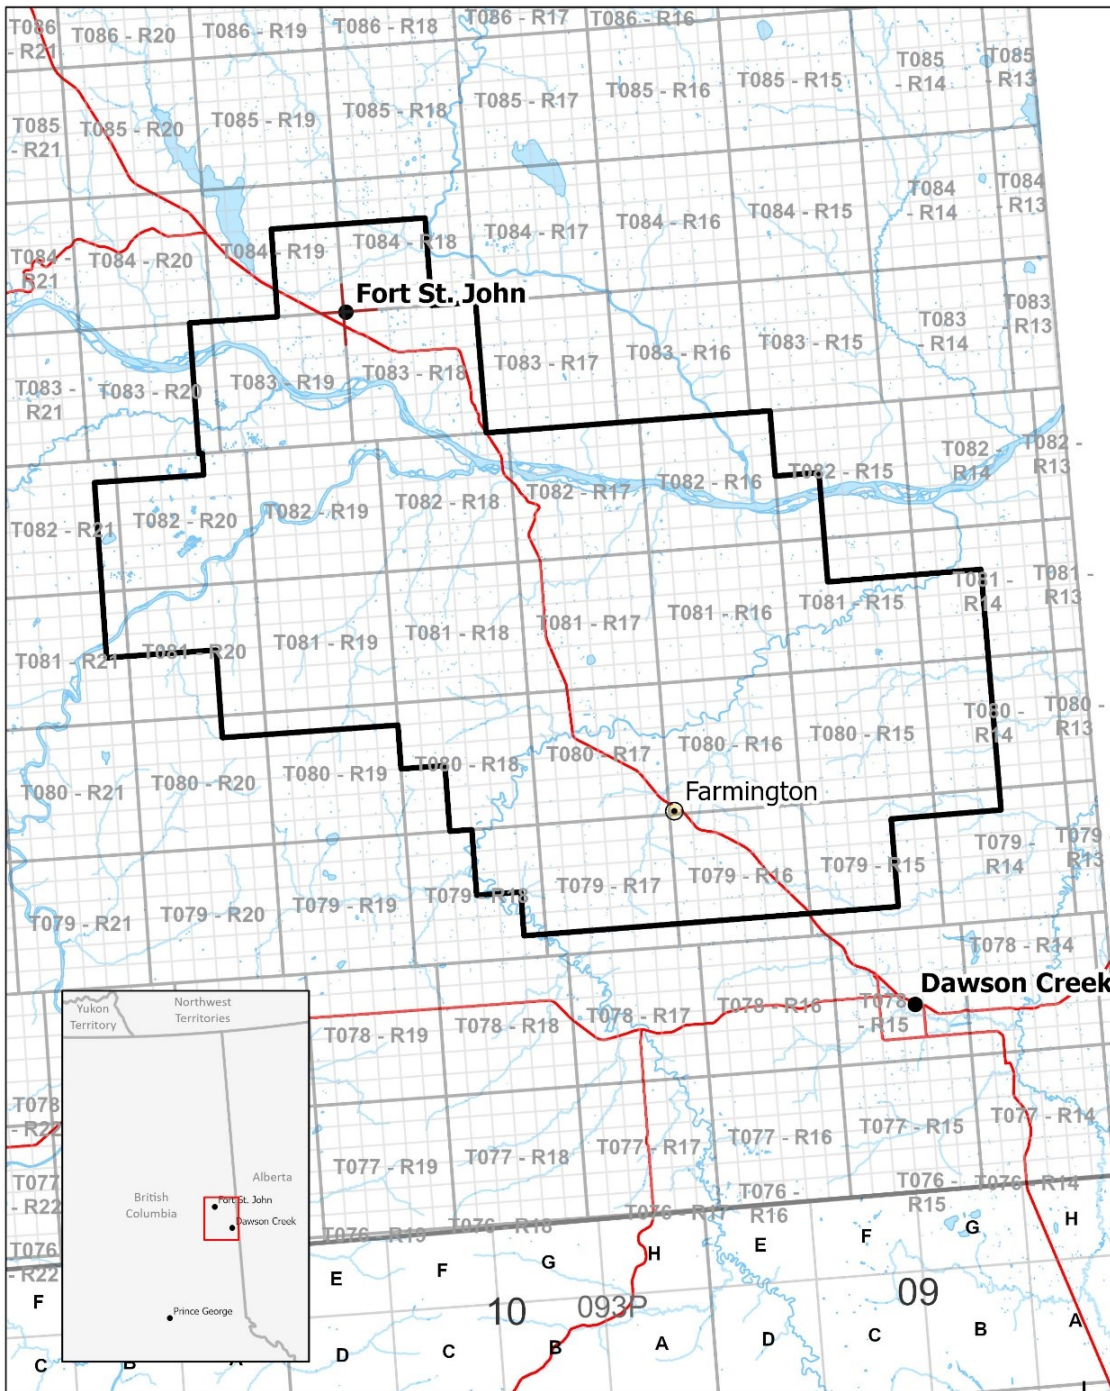 T086
- R21
T086 - R20
T086 - R19
T086 - R18
T086 - R17
T086 - R16
T085
- R21
T085 - R20
T085 - R19
T085 - R18
T085 - R17
T085 - R16
T085 - R15
T085
- R14
T085
- R13
T084 -
R21
T084 - R20
T084 - R19
T084 - R18
T084 - R17
T084 - R16
T084 - R15
T084
- R14
T084
- R13
Fort St. John
T083 -
R21
T083 - R20
T083 - R19
T083 - R18
T083 - R17
T083 - R16
T083 - R15
T083
- R14
T083
- R13
T082 - R21
T082 - R20
T082 - R19
T082 - R18
T082 - R17
T082 - R16
T082 - R15
T082
- R14
T082 -
R13
T081 - R21
T081 - R20
T081 - R19
T081 - R18
T081 - R17
T081 - R16
T081 - R15
T081 -
R14
T081 -
R13
T080 - R21
T080 - R20
T080 - R19
T080 - R18
T080 - R17
T080 - R16
T080 - R15
T080 -
R14
T080 -
R13
Farmington
T079 - R21
T079 - R20
T079 - R19
T079 - R18
T079 - R17
T079 - R16
T079 - R15
T079 -
R14
T079
R13
T078 - R14
Dawson Creek
T078
- R22
T078 - R19
T078 - R18
T078 - R17
T078 - R16
T078
- R15
T077
- R22
T077 - R19
T077 - R18
T077 - R17
T077 - R16
T077 - R15
T077 - R14
T076
- R22
T076 - R19
T076 - R18
T076 - R17
T076 -
R16
T076 -
R15
T076 - R14
Yukon
Territory
Northwest
Territories
British
Columbia
Alberta
Fort St. John
Dawson Creek
Prince George
F
E
F
G
H
E
F
G
H
10
093P
09
C
D
C
B
A
D
C
B
A